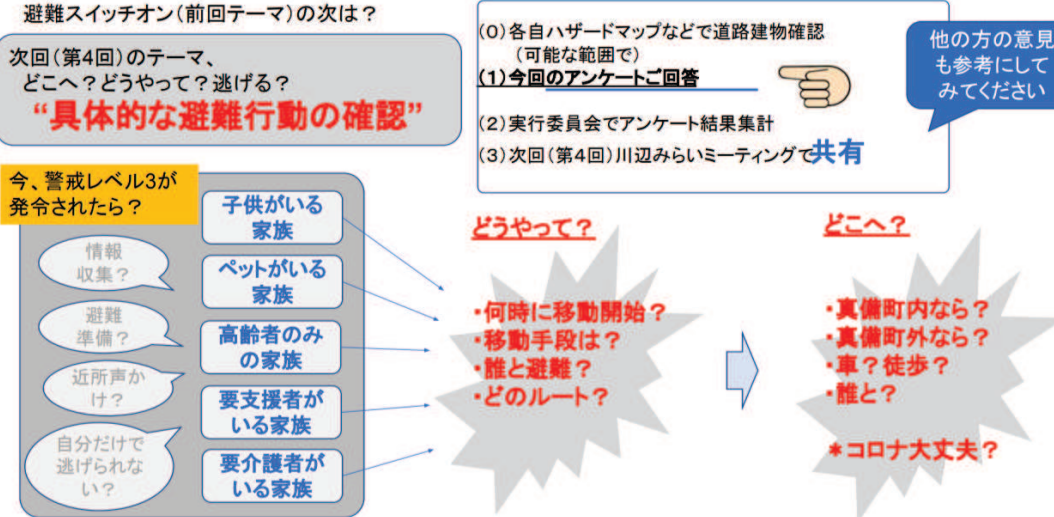 避難スイッチオン(前回テーマ)の次は？
次回(第4回)のテーマ、
どこへ？どうやって？逃げる？
“具体的な避難行動の確認”
(0)各自ハザードマップなどで道路建物確認
(可能な範囲で)
(1)今回のアンケートご回答
(2)実行委員会でアンケート結果集計
(3)次回(第4回)川辺みらいミーティングで共有
他の方の意見
も参考にして
みてください
今、警戒レベル3が
発令されたら？
情報
収集？
避難
準備？
近所声か
け？
自分だけで
逃げられな
い？
子供がいる
家族
ペットがいる
家族
高齢者のみ
の家族
要支援者が
いる家族
要介護者が
いる家族
どうやって？
・何時に移動開始？
・移動手段は？
・誰と避難？
・どのルート？
どこへ？
・真備町内なら？
・真備町外なら？
・車？徒歩？
・誰と？
＊コロナ大丈夫？